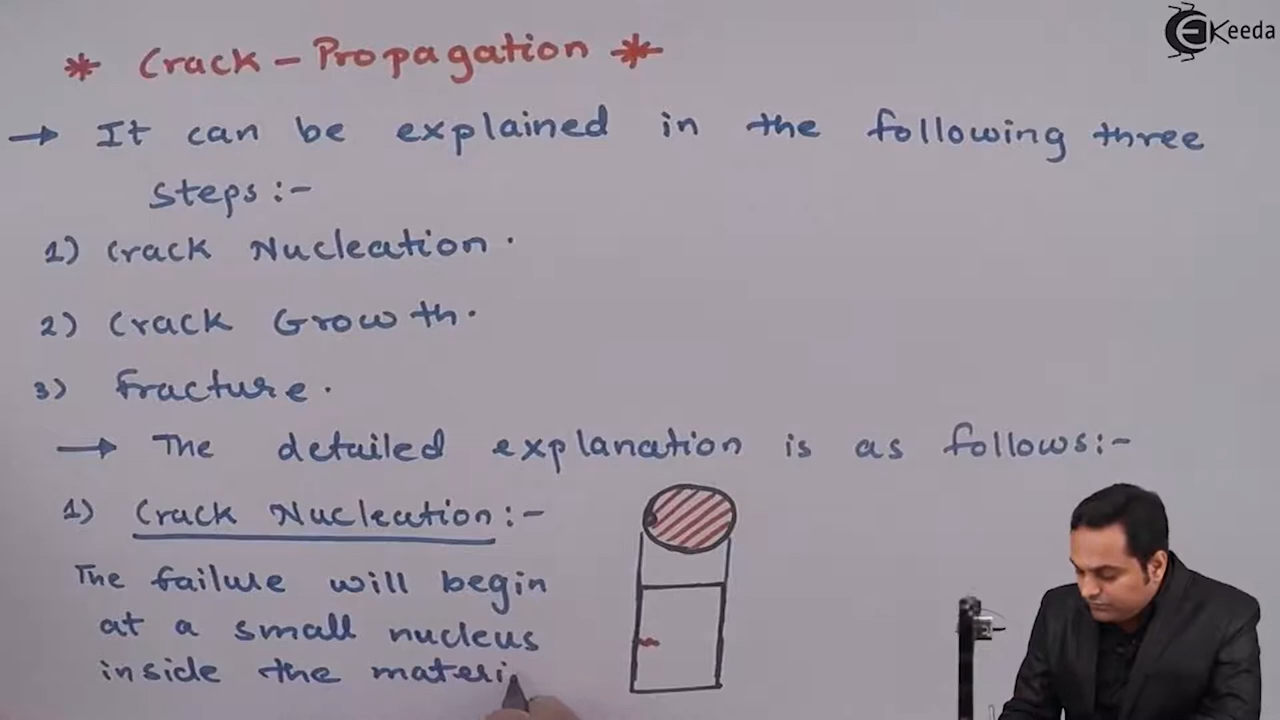 Ekeeda
* Crack - Propagation *
→ It can be explained in the following three
steps:-
1) Crack Nucleation.
2) Crack Growth.
3) Fracture.
→ The detailed explanation is as follows:-
1) Crack Nucleation:-
The failure will begin
at a small nucleus
inside the materi